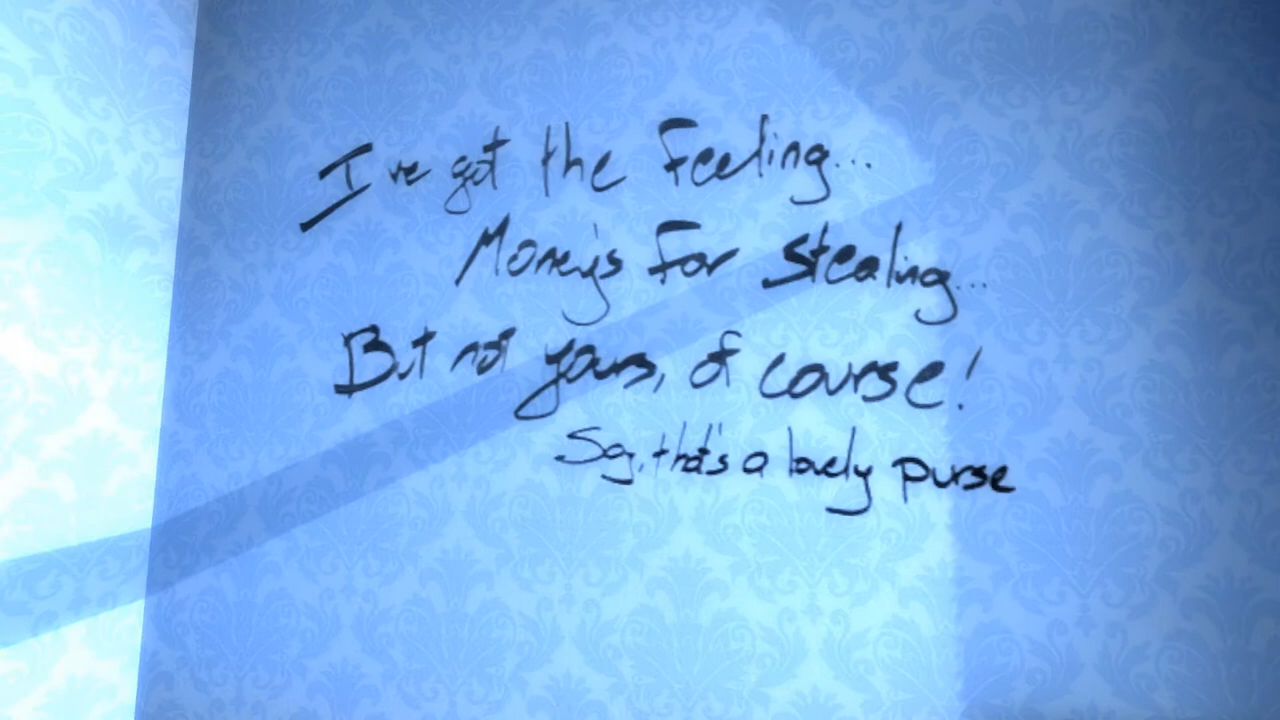 I've got the Feeling...
Money's For Stealing...
But not yours, of course!
Say, that's a lovely purse